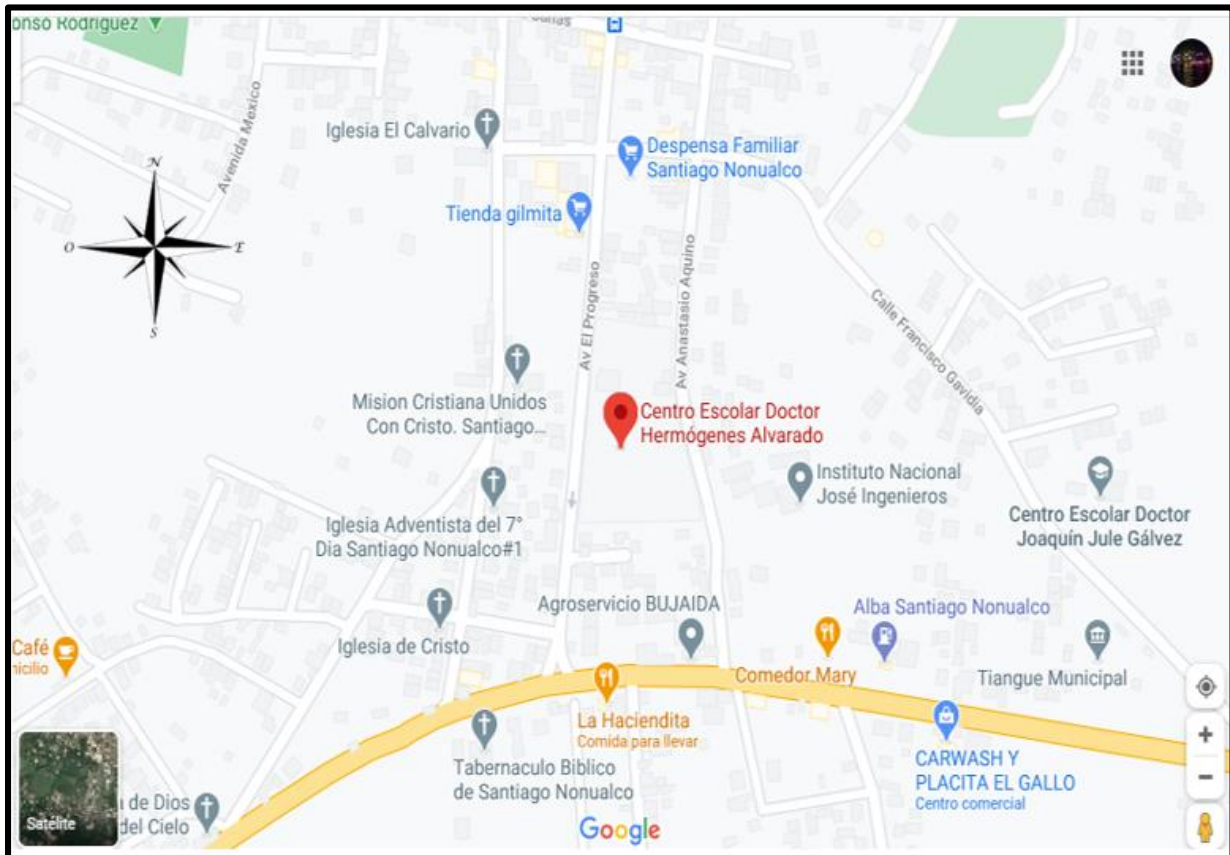 onso Rodriguez
Avenida Mexico
Iglesia El Calvario
Despensa Familiar
Santiago Nonualco
Tienda gilmita
N
O
E
S
Av El Progreso
Av Anastasio Aquino
Calle Francisco Gavidia
Mision Cristiana Unidos
Con Cristo. Santiago...
Centro Escolar Doctor
Hermógenes Alvarado
Instituto Nacional
José Ingenieros
Centro Escolar Doctor
Joaquín Jule Gálvez
Iglesia Adventista del 7°
Dia Santiago Nonualco#1
Agroservicio BUJAIDA
Alba Santiago Nonualco
Iglesia de Cristo
Café
nicilio
Comedor Mary
Tiangue Municipal
La Haciendita
Comida para llevar
CARWASH Y
PLACITA EL GALLO
Centro comercial
Tabernaculo Biblico
de Santiago Nonualco
a de Dios
del Cielo
Satélite
Google